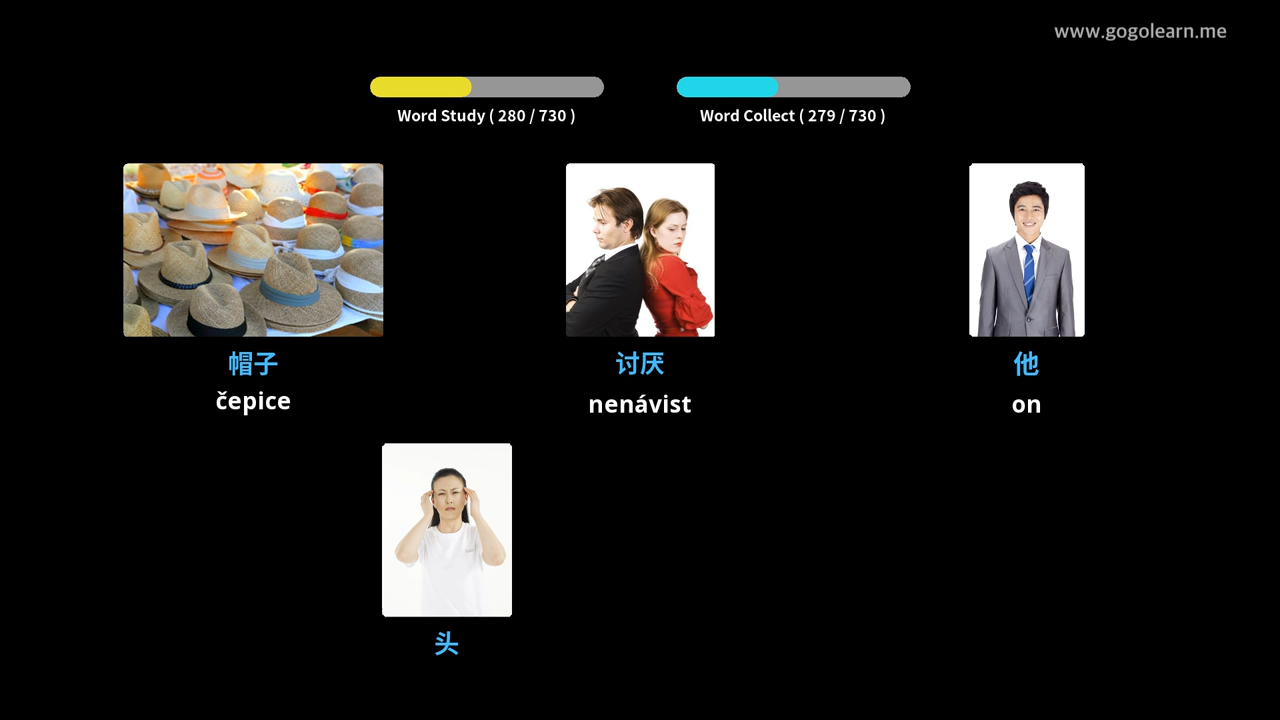 www.gogolearn.me
Word Study ( 280 / 730 )
Word Collect ( 279 / 730 )
帽子
čepice
讨厌
nenávist
他
on
头